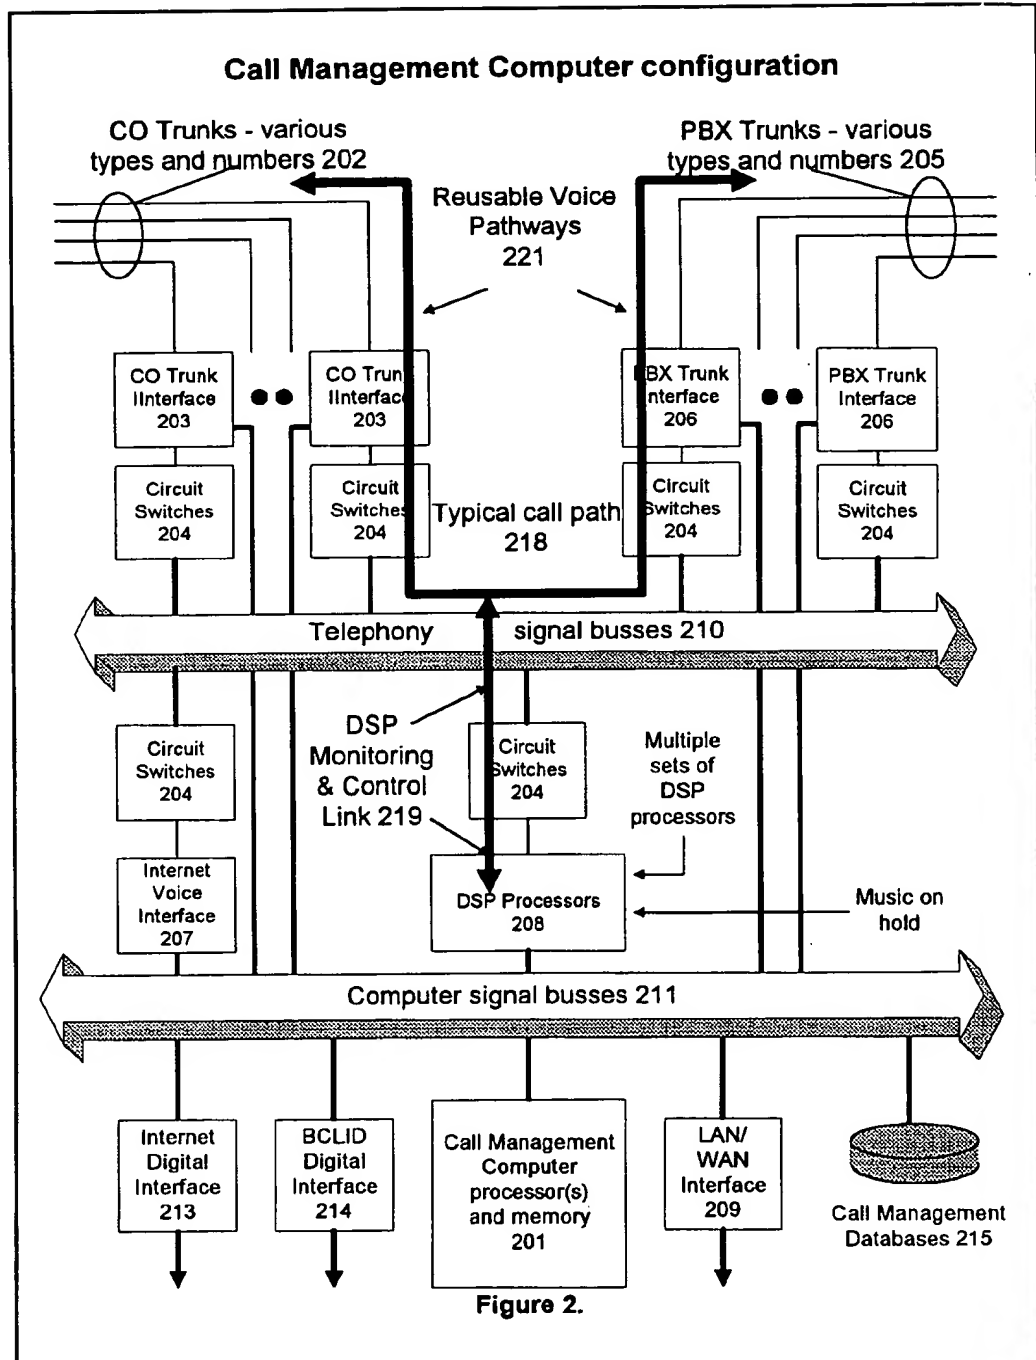 Call Management Computer configuration
CO Trunks - various
types and numbers 202
PBX Trunks - various
types and numbers 205
Reusable Voice
Pathways
221
CO Trunk
IInterface
203
CO Trunk
IInterface
203
PBX Trunk
Interface
206
PBX Trunk
Interface
206
Circuit
Switches
204
Circuit
Switches
204
Typical call path
218
Circuit
Switches
204
Circuit
Switches
204
Telephony signal busses 210
Circuit
Switches
204
DSP
Monitoring
& Control
Link 219
Circuit
Switches
204
Multiple
sets of
DSP
processors
Internet
Voice
Interface
207
DSP Processors
208
Music on
hold
Computer signal busses 211
Internet
Digital
Interface
213
BCLID
Digital
Interface
214
Call Management
Computer
processor(s)
and memory
201
LAN/
WAN
Interface
209
Call Management
Databases 215
Figure 2.